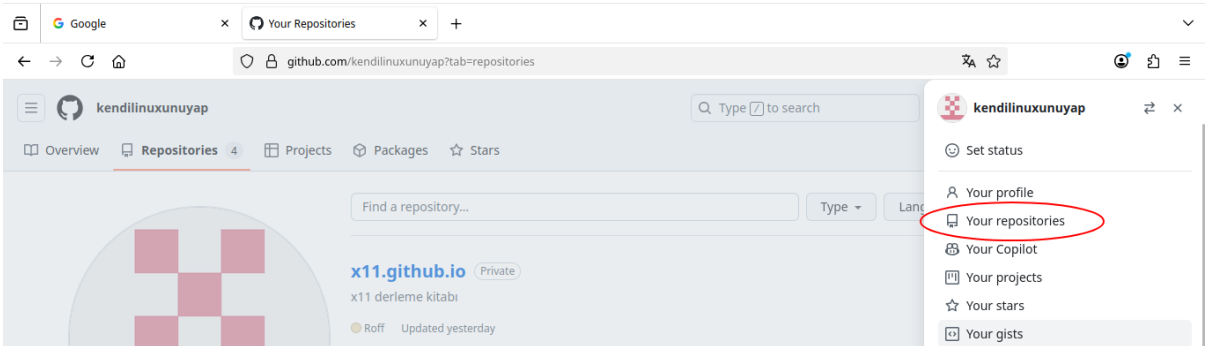 Google
Your Repositories
github.com/kendilinuxunuyap?tab=repositories
kendilinuxunuyap
Type / to search
Overview
Repositories 4
Projects
Packages
Stars
Find a repository...
Type
x11.github.io Private
x11 derleme kitabı
Roff Updated yesterday
kendilinuxunuyap
Set status
Your profile
Your repositories
Your Copilot
Your projects
Your stars
Your gists